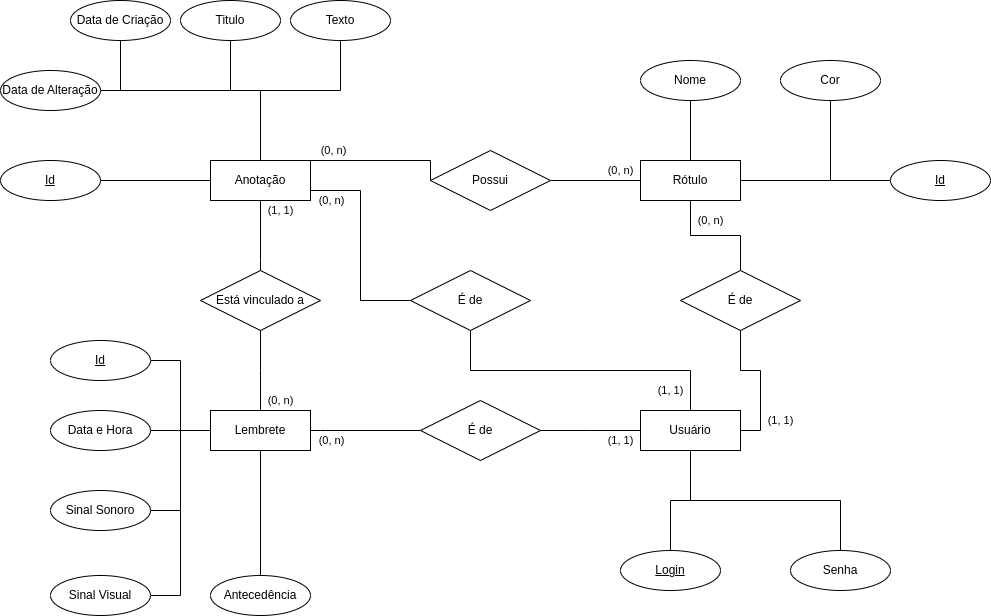 Data de Criação
Titulo
Texto
Data de Alteração
Nome
Cor
(0, n)
Id
Anotação
Possui
(0, n)
Rótulo
Id
(0, n)
(1, 1)
(0, n)
Está vinculado a
É de
É de
Id
(1, 1)
(0, n)
(1, 1)
Data e Hora
Lembrete
É de
Usuário
(0, n)
(1, 1)
Sinal Sonoro
Login
Senha
Sinal Visual
Antecedência